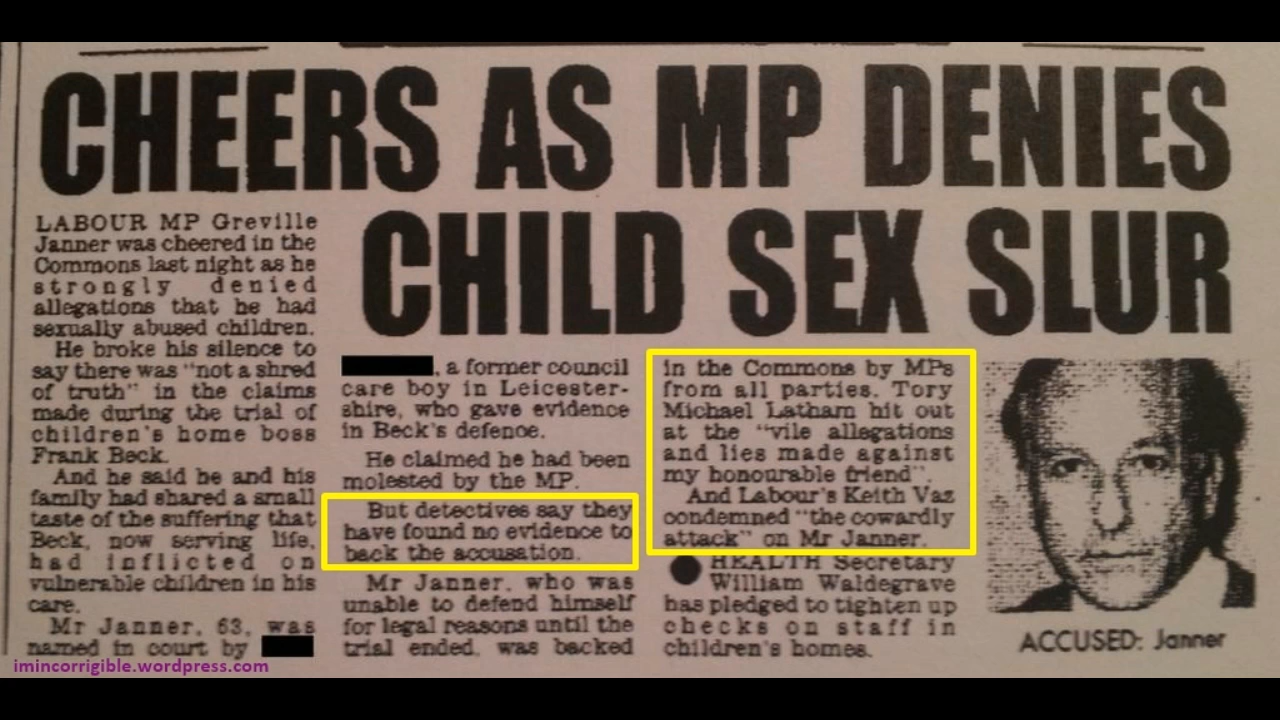 CHEERS AS MP DENIES
CHILD SEX SLUR
LABOUR MP Greville
Janner was cheered in the
Commons last night as he
strongly denied
allegations that he had
sexually abused children.
He broke his silence to
say there was "not a shred
of truth" in the claims
made during the trial of
children's home boss
Frank Beck.
And he said he and his
family had shared a small
taste of the suffering that
Beck, now serving life,
had inflicted on
vulnerable children in his
care.
Mr Janner, 63, was
named in court by
, a former council
care boy in Leicester-
shire, who gave evidence
in Beck's defence.
He claimed he had been
molested by the MP.
But detectives say they
have found no evidence to
back the accusation.
Mr Janner, who was
unable to defend himself
for legal reasons until the
trial ended, was backed
in the Commons by MPs
from all parties. Tory
Michael Latham hit out
at the "vile allegations
and lies made against
my honourable friend".
And Labour's Keith Vaz
condemned "the cowardly
attack" on Mr Janner.
● HEALTH Secretary
William Waldegrave
has pledged to tighten up
checks on staff in
children's homes.
ACCUSED: Janner
imincorrigible.wordpress.com